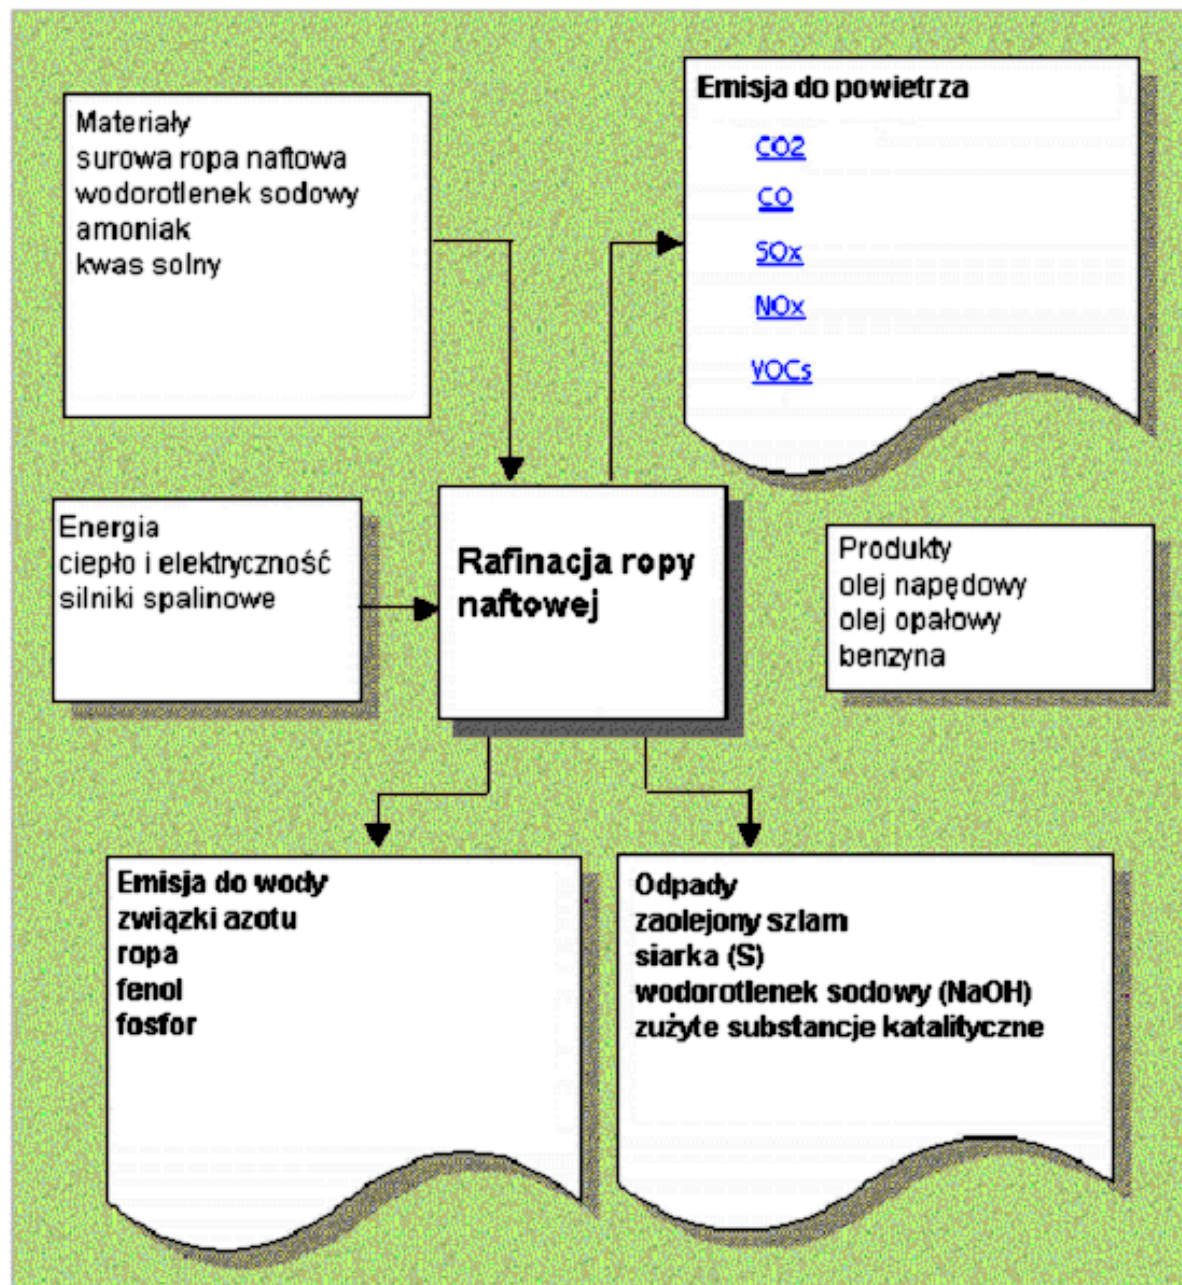 Materiały
surowa ropa naftowa
wodorotlenek sodowy
amoniak
kwas solny
Emisja do powietrza
CO2
CO
SOx
NOx
VOCs
Energia
ciepło i elektryczność
silniki spalinowe
Rafinacja ropy
naftowej
Produkty
olej napędowy
olej opałowy
benzyna
Emisja do wody
związki azotu
ropa
fenol
fosfor
Odpady
zaolejony szlam
siarka (S)
wodorotlenek sodowy (NaOH)
zużyte substancje katalityczne